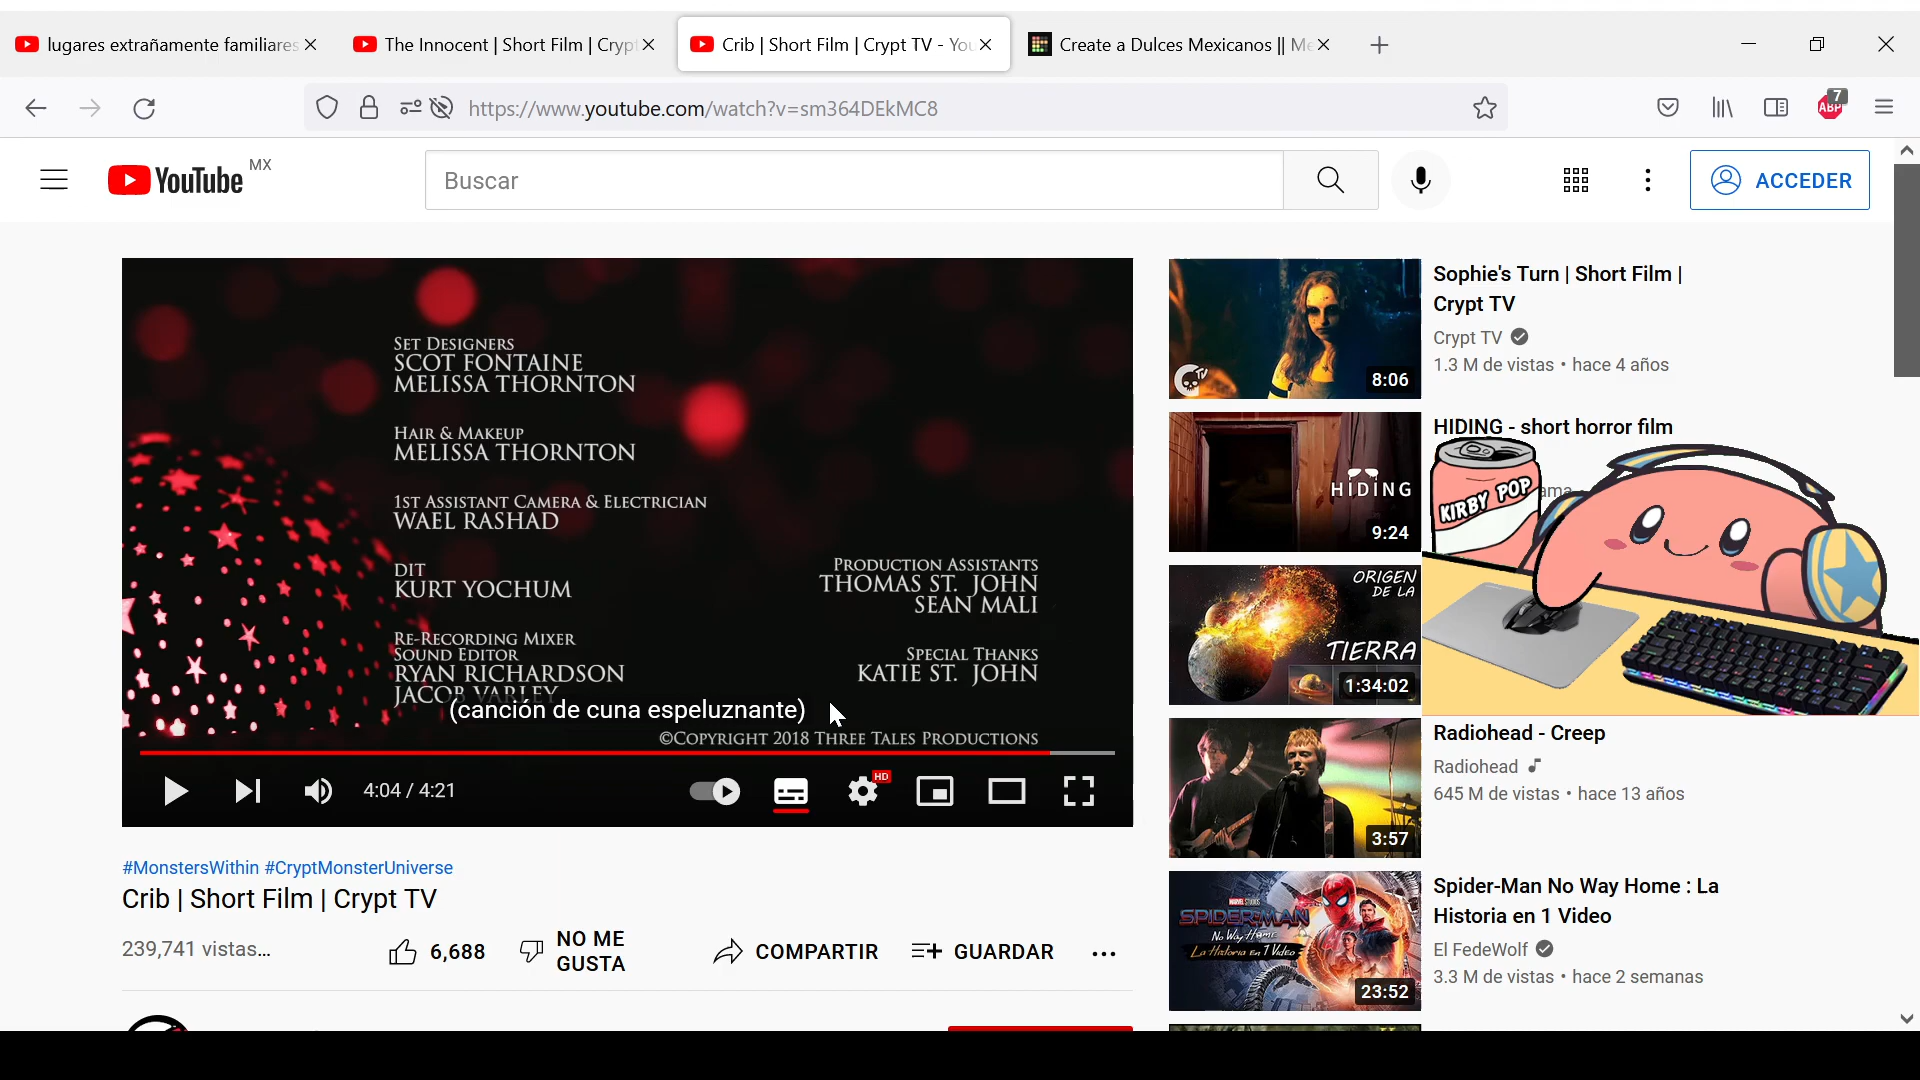 lugares extrañamente familiares
The Innocent | Short Film | Crypt
Crib | Short Film | Crypt TV - You
Create a Dulces Mexicanos || Me
https://www.youtube.com/watch?v=sm364DEkMC8
ABP
7
YouTube MX
Buscar
ACCEDER
SET DESIGNERS
SCOT FONTAINE
MELISSA THORNTON
HAIR & MAKEUP
MELISSA THORNTON
1ST ASSISTANT CAMERA & ELECTRICIAN
WAEL RASHAD
DIT
KURT YOCHUM
RE-RECORDING MIXER
SOUND EDITOR
RYAN RICHARDSON
JACOB VARLEY
PRODUCTION ASSISTANTS
THOMAS ST. JOHN
SEAN MALI
SPECIAL THANKS
KATIE ST. JOHN
(canción de cuna espeluznante)
©COPYRIGHT 2018 THREE TALES PRODUCTIONS
4:04 / 4:21
HD
#MonstersWithin #CryptMonsterUniverse
Crib | Short Film | Crypt TV
239,741 vistas...
6,688
NO ME
GUSTA
COMPARTIR
GUARDAR
TV
8:06
Sophie's Turn | Short Film |
Crypt TV
Crypt TV
1.3 M de vistas • hace 4 años
HIDING
9:24
HIDING - short horror film
KIRBY POP
ORIGEN
DE LA
TIERRA
1:34:02
3:57
Radiohead - Creep
Radiohead
645 M de vistas • hace 13 años
MARVEL STUDIOS
SPIDER-MAN
No Way Home
La Historia En 1 Video
23:52
Spider-Man No Way Home : La
Historia en 1 Video
El FedeWolf
3.3 M de vistas • hace 2 semanas